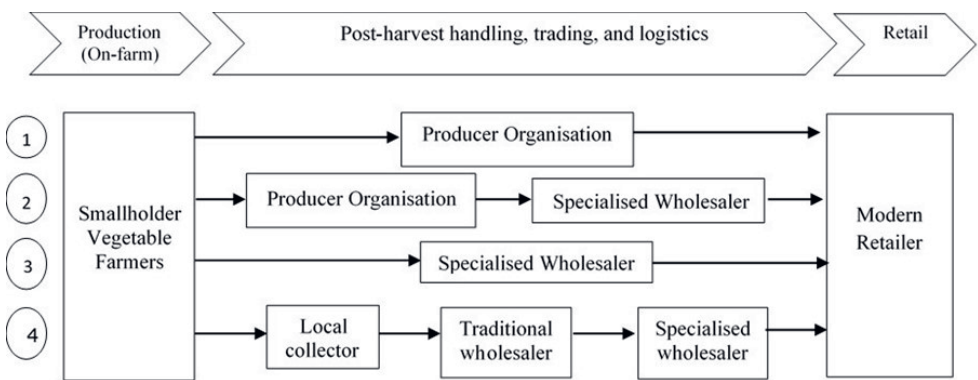 Production
(On-farm)
Post-harvest handling, trading, and logistics
Retail
1
Producer Organisation
2
Producer Organisation
Specialised Wholesaler
Smallholder
Vegetable
Farmers
Modern
Retailer
3
Specialised Wholesaler
4
Local
collector
Traditional
wholesaler
Specialised
wholesaler